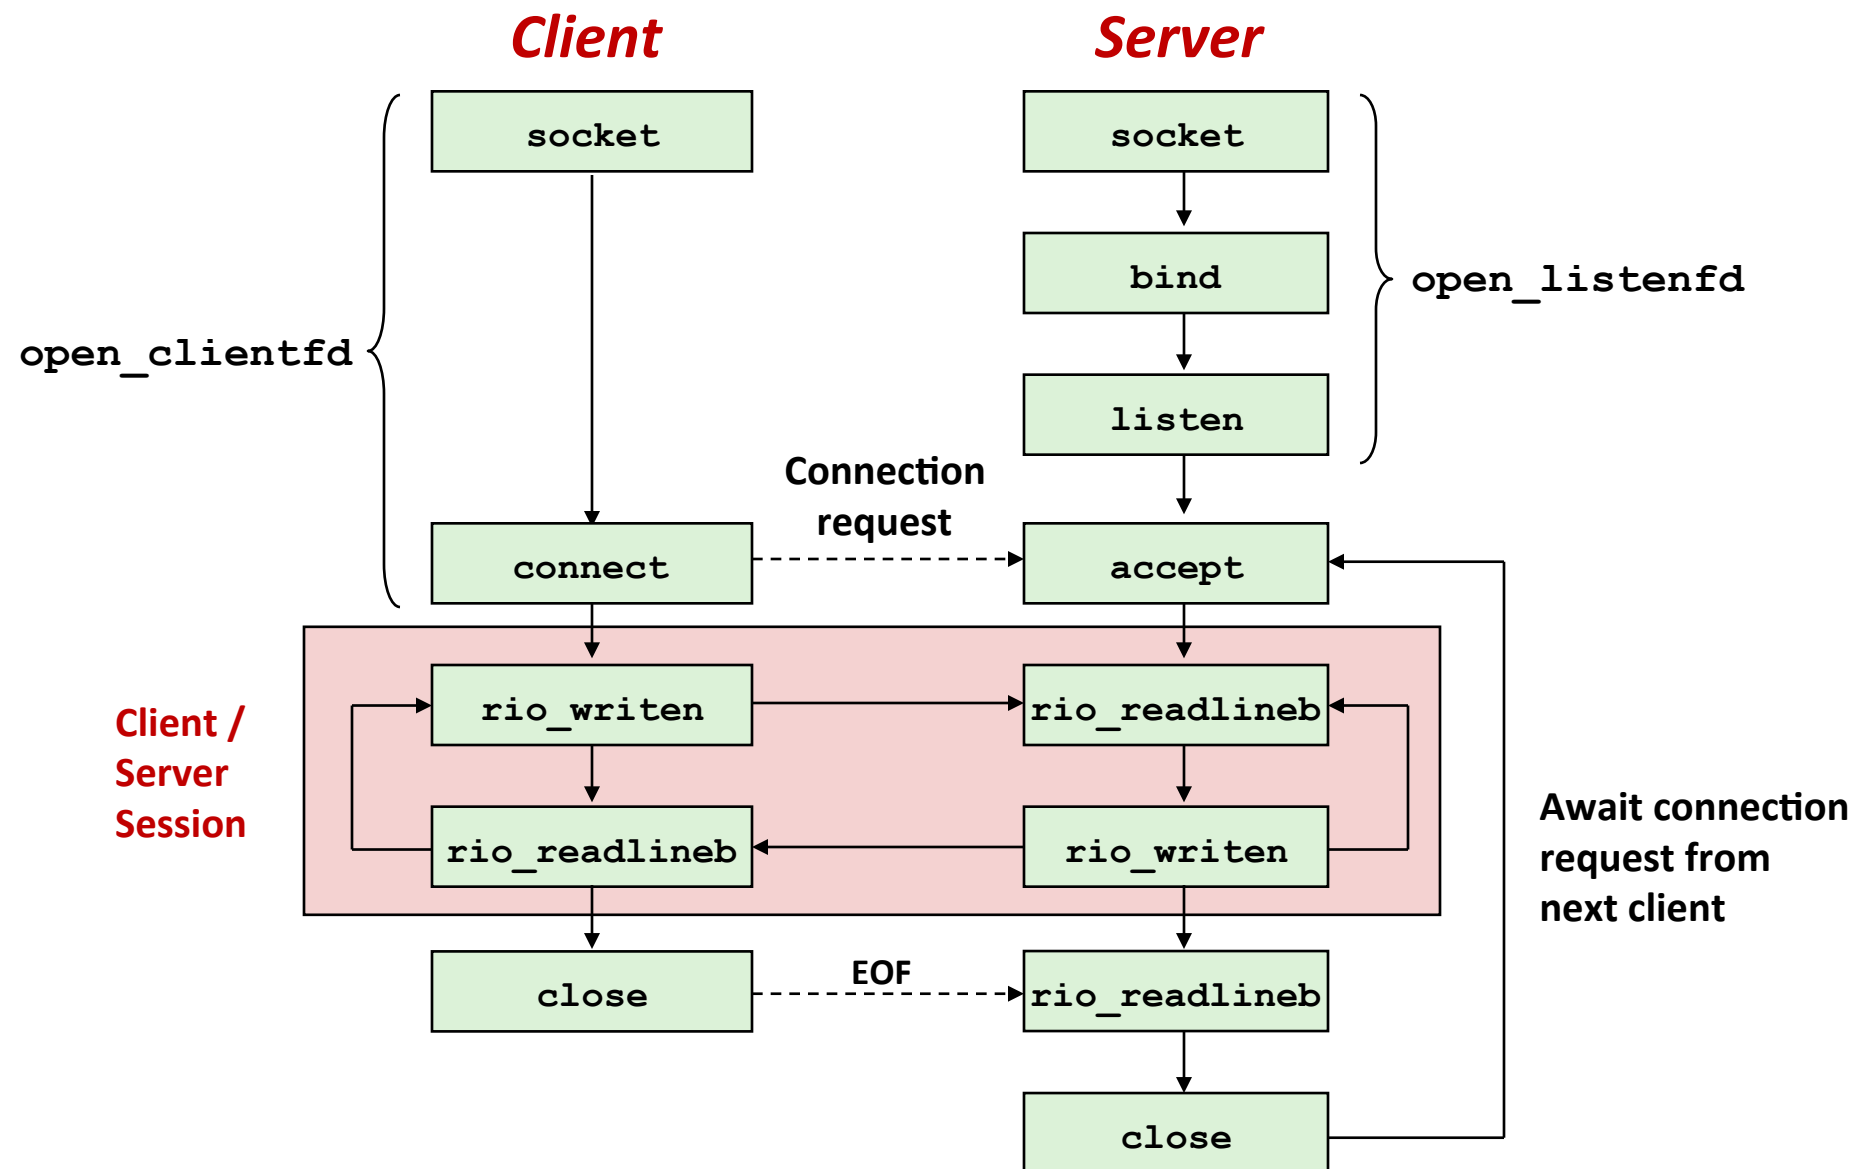 Client
Server
socket
socket
bind
open_listenfd
open_clientfd
listen
Connection
request
connect
accept
Client /
Server
Session
rio_writen
rio_readlineb
rio_readlineb
rio_writen
Await connection
request from
next client
close
EOF
rio_readlineb
close